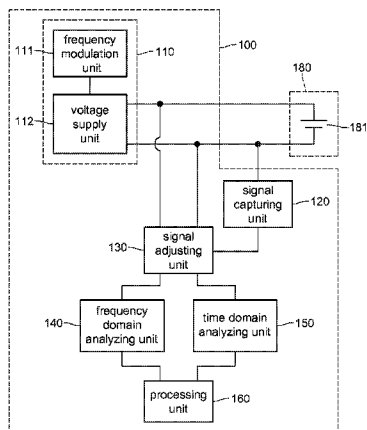 111
frequency
modulation
unit
110
100
180
112
voltage
supply
unit
181
signal
capturing
unit
120
130
signal
adjusting
unit
140
frequency
domain
analyzing unit
time domain
analyzing unit
150
processing
unit
160